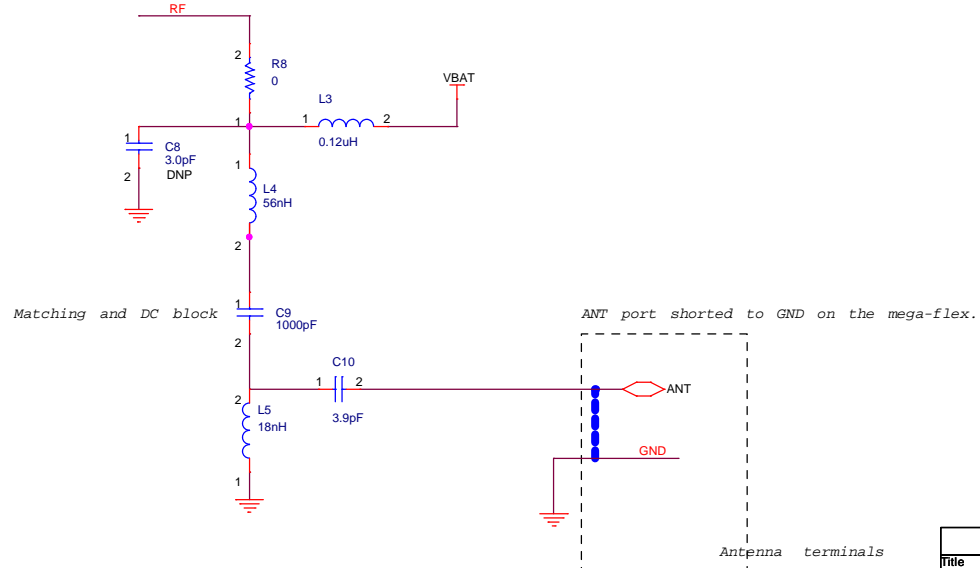 RF
2
R8
0
VBAT
L3
1
1
2
0.12uH
1
C8
3.0pF
DNP
2
1
L4
56nH
2
Matching and DC block
1
C9
1000pF
2
ANT port shorted to GND on the mega-flex.
C10
1
2
3.9pF
ANT
2
L5
18nH
1
GND
Antenna terminals
Title